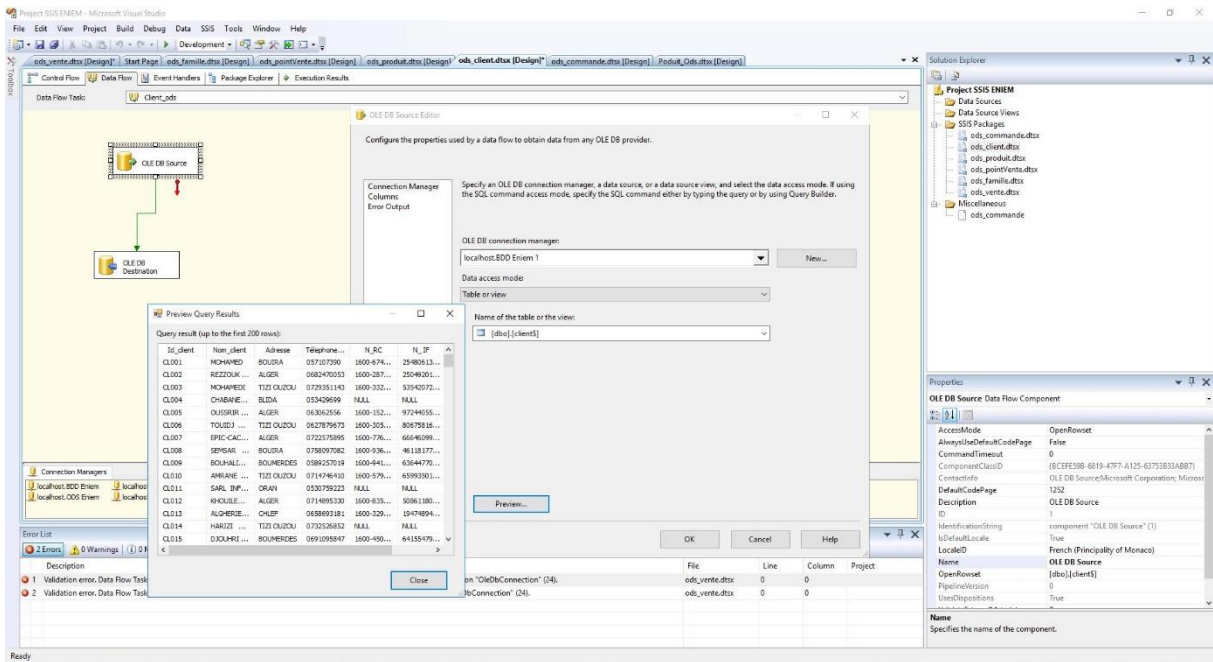 Project SSIS ENIEM - Microsoft Visual Studio
File Edit View Project Build Debug Data SSIS Tools Window Help
Development
Toolbox
ods_vente.dtsx [Design]* Start Page ods_famille.dtsx [Design] ods_pointVente.dtsx [Design] ods_produit.dtsx [Design] ods_client.dtsx [Design]* ods_commande.dtsx [Design] Poduit_Ods.dtsx [Design]
Control Flow Data Flow Event Handlers Package Explorer Execution Results
Data Flow Task: Client_ods
OLE DB Source
OLE DB
Destination
OLE DB Source Editor
Configure the properties used by a data flow to obtain data from any OLE DB provider.
Connection Manager
Columns
Error Output
Specify an OLE DB connection manager, a data source, or a data source view, and select the data access mode. If using
the SQL command access mode, specify the SQL command either by typing the query or by using Query Builder.
OLE DB connection manager:
localhost.BDD Eniem 1 New...
Data access mode:
Table or view
Name of the table or the view:
[dbo].[client$]
Preview...
OK Cancel Help
Preview Query Results
Query result (up to the first 200 rows):
Id_client Nom_client Adresse Télephone... N_RC N_IF
CL001 MOHAMED BOUIRA 057107390 1600-674... 25480613...
CL002 REZZOUK ... ALGER 0682470053 1600-287... 25049201...
CL003 MOHAMEDI TIZI OUZOU 0729351143 1600-332... 53542072...
CL004 CHABANE... BLIDA 053429699 NULL NULL
CL005 OUSSRIR ... ALGER 063062556 1600-152... 97244055...
CL006 TOUIDJ ... TIZI OUZOU 0627879673 1600-305... 80675816...
CL007 EPIC-CAC... ALGER 0722575895 1600-776... 66646099...
CL008 SEMSAR ... BOUIRA 0758097082 1600-936... 46118177...
CL009 BOUHALI... BOUMERDES 0589257019 1600-941... 63644770...
CL010 AMRANE ... TIZI OUZOU 0714746410 1600-579... 65993501...
CL011 SARL INF... ORAN 0530759223 NULL NULL
CL012 KHOUILE... ALGER 0714895330 1600-835... 50861180...
CL013 ALGHERIE... CHLEF 0658693181 1600-329... 19474894...
CL014 HARIZI ... TIZI OUZOU 0732526852 NULL NULL
CL015 DJOUHRI ... BOUMERDES 0691095847 1600-450... 64155479...
Close
Connection Managers
localhost.BDD Eniem localhos
localhost.ODS Eniem localhos
Error List
2 Errors 0 Warnings
Description File Line Column Project
1 Validation error. Data Flow Task on "OleDbConnection" (24). ods_vente.dtsx 0 0
2 Validation error. Data Flow Task bConnection" (24). ods_vente.dtsx 0 0
Solution Explorer
Project SSIS ENIEM
Data Sources
Data Source Views
SSIS Packages
ods_commande.dtsx
ods_client.dtsx
ods_produit.dtsx
ods_pointVente.dtsx
ods_famille.dtsx
ods_vente.dtsx
Miscellaneous
ods_commande
Properties
OLE DB Source Data Flow Component
AccessMode OpenRowset
AlwaysUseDefaultCodePage False
CommandTimeout 0
ComponentClassID {BCEFE59B-6819-47F7-A125-63753B33ABB7}
ContactInfo OLE DB Source;Microsoft Corporation; Microso
DefaultCodePage 1252
Description OLE DB Source
ID 1
IdentificationString component "OLE DB Source" (1)
IsDefaultLocale True
LocaleID French (Principality of Monaco)
Name OLE DB Source
OpenRowset [dbo].[client$]
PipelineVersion 0
UsesDispositions True
Name
Specifies the name of the component.
Ready